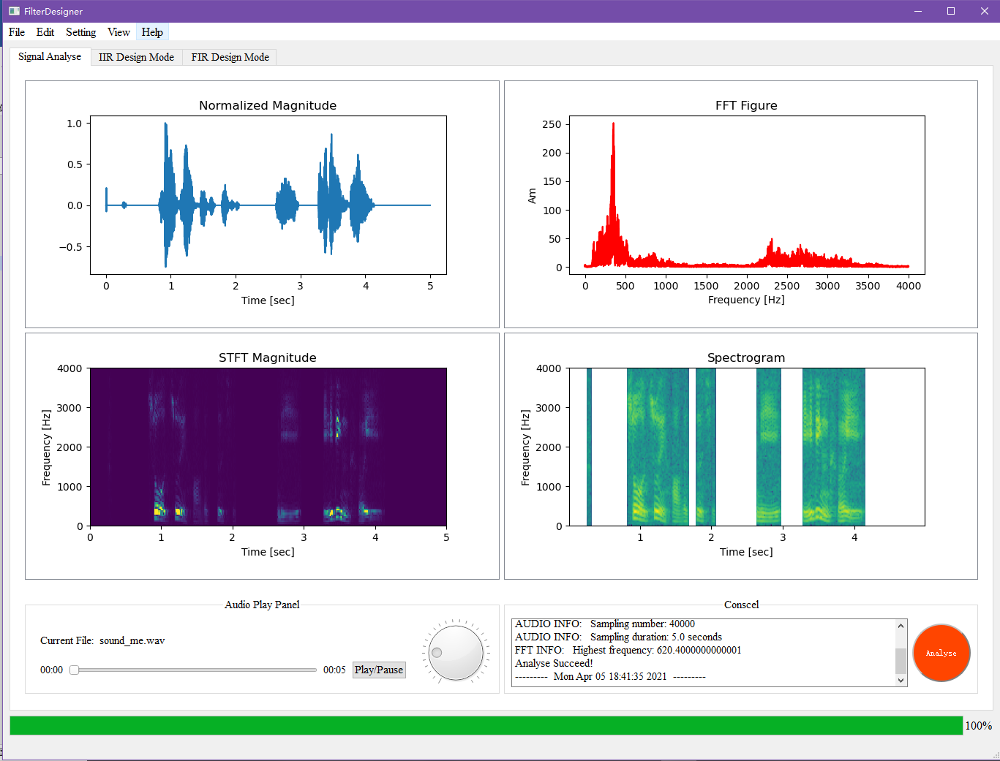 FilterDesigner
File Edit Setting View Help
Signal Analyse IIR Design Mode FIR Design Mode
Normalized Magnitude
1.0
0.5
0.0
−0.5
0 1 2 3 4 5
Time [sec]
FFT Figure
Am
250
200
150
100
50
0
0 500 1000 1500 2000 2500 3000 3500 4000
Frequency [Hz]
STFT Magnitude
Frequency [Hz]
4000
3000
2000
1000
0
0 1 2 3 4 5
Time [sec]
Spectrogram
Frequency [Hz]
4000
3000
2000
1000
0
1 2 3 4
Time [sec]
Audio Play Panel
Current File: sound_me.wav
00:00 00:05 Play/Pause
Conscel
AUDIO INFO: Sampling number: 40000
AUDIO INFO: Sampling duration: 5.0 seconds
FFT INFO: Highest frequency: 620.4000000000001
Analyse Succeed!
--------- Mon Apr 05 18:41:35 2021 ---------
Analyse
100%